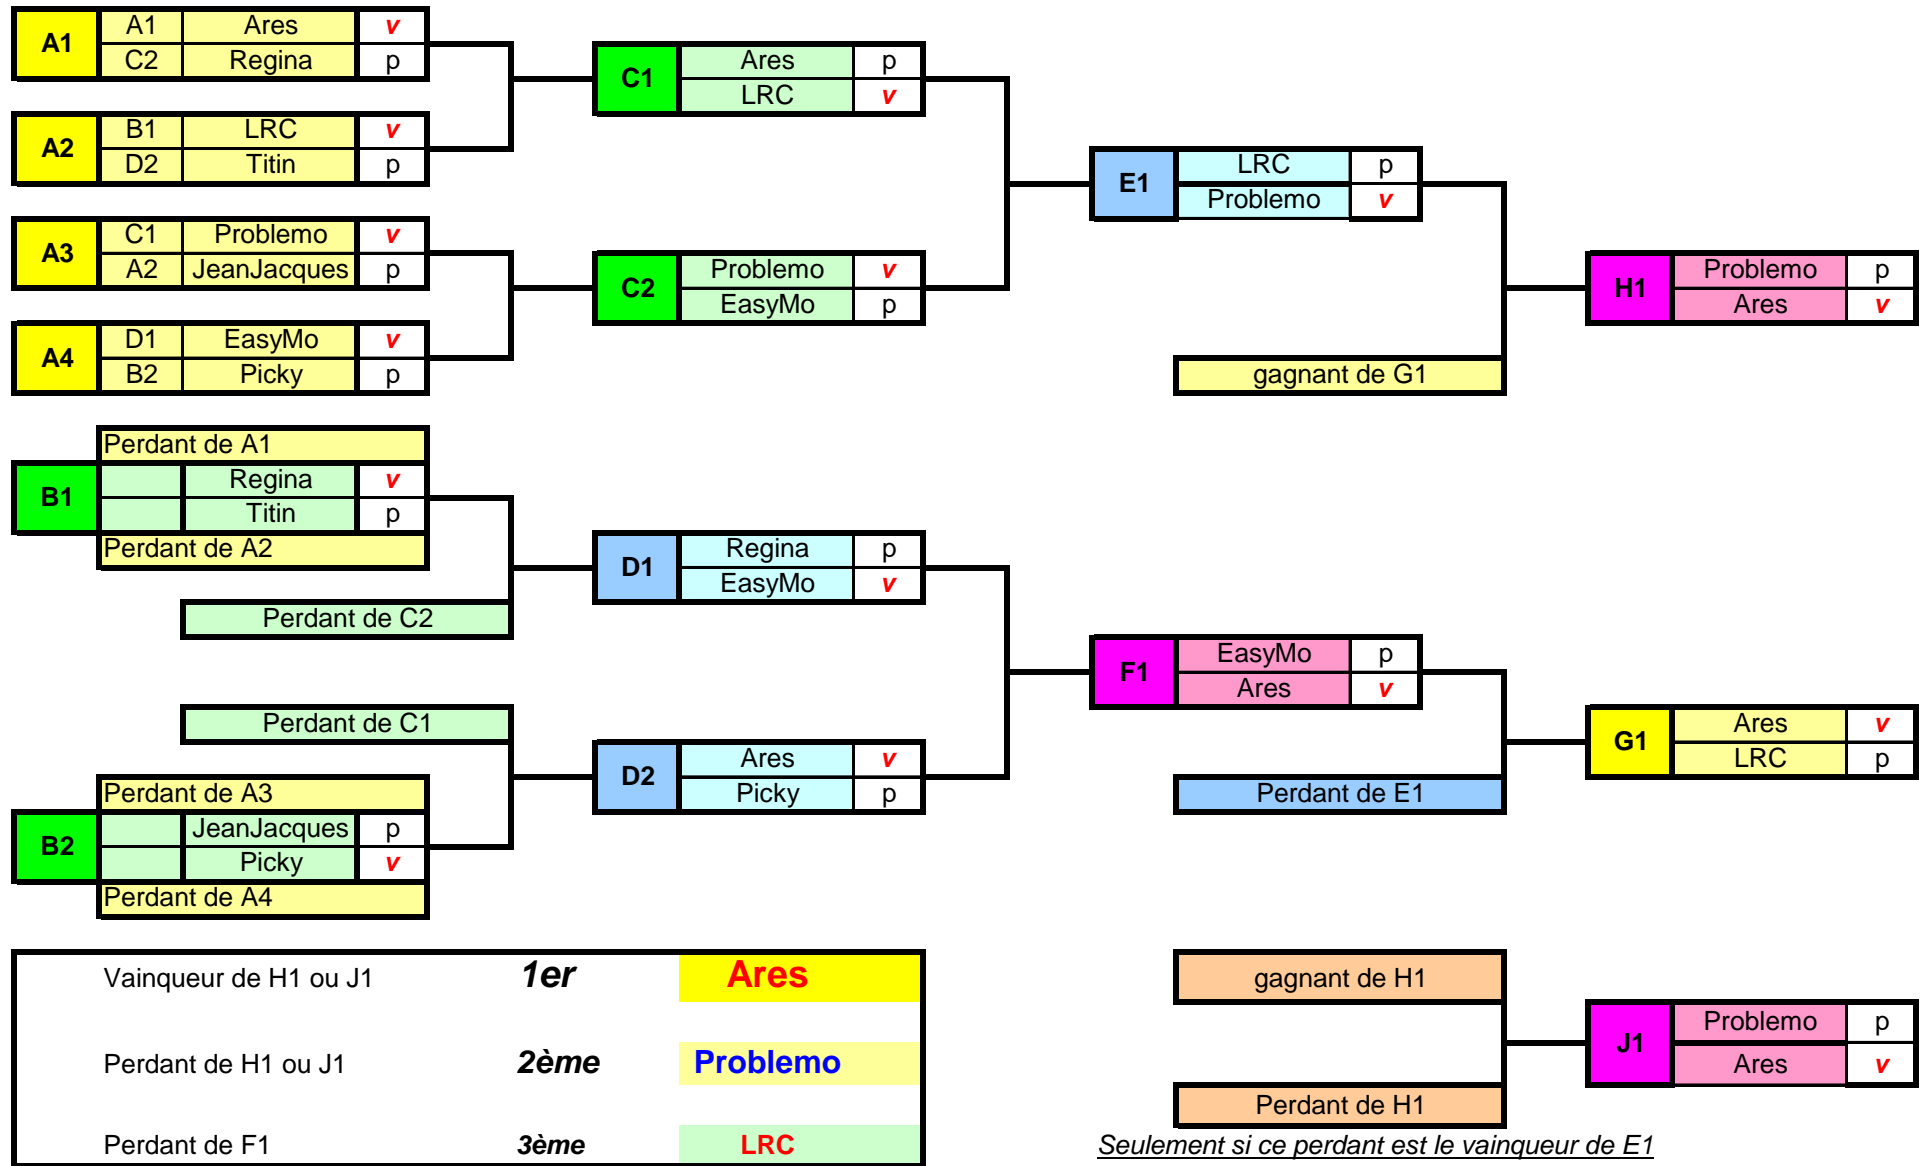 A1
A1 Ares v
C2 Regina p
A2
B1 LRC v
D2 Titin p
A3
C1 Problemo v
A2 JeanJacques p
A4
D1 EasyMo v
B2 Picky p
C1
Ares p
LRC v
C2
Problemo v
EasyMo p
E1
LRC p
Problemo v
gagnant de G1
H1
Problemo p
Ares v
Perdant de A1
B1
Regina v
Titin p
Perdant de A2
Perdant de C2
D1
Regina p
EasyMo v
Perdant de C1
Perdant de A3
B2
JeanJacques p
Picky v
Perdant de A4
D2
Ares v
Picky p
F1
EasyMo p
Ares v
Perdant de E1
G1
Ares v
LRC p
Vainqueur de H1 ou J1 1er Ares
Perdant de H1 ou J1 2ème Problemo
Perdant de F1 3ème LRC
gagnant de H1
J1
Problemo p
Ares v
Perdant de H1
Seulement si ce perdant est le vainqueur de E1